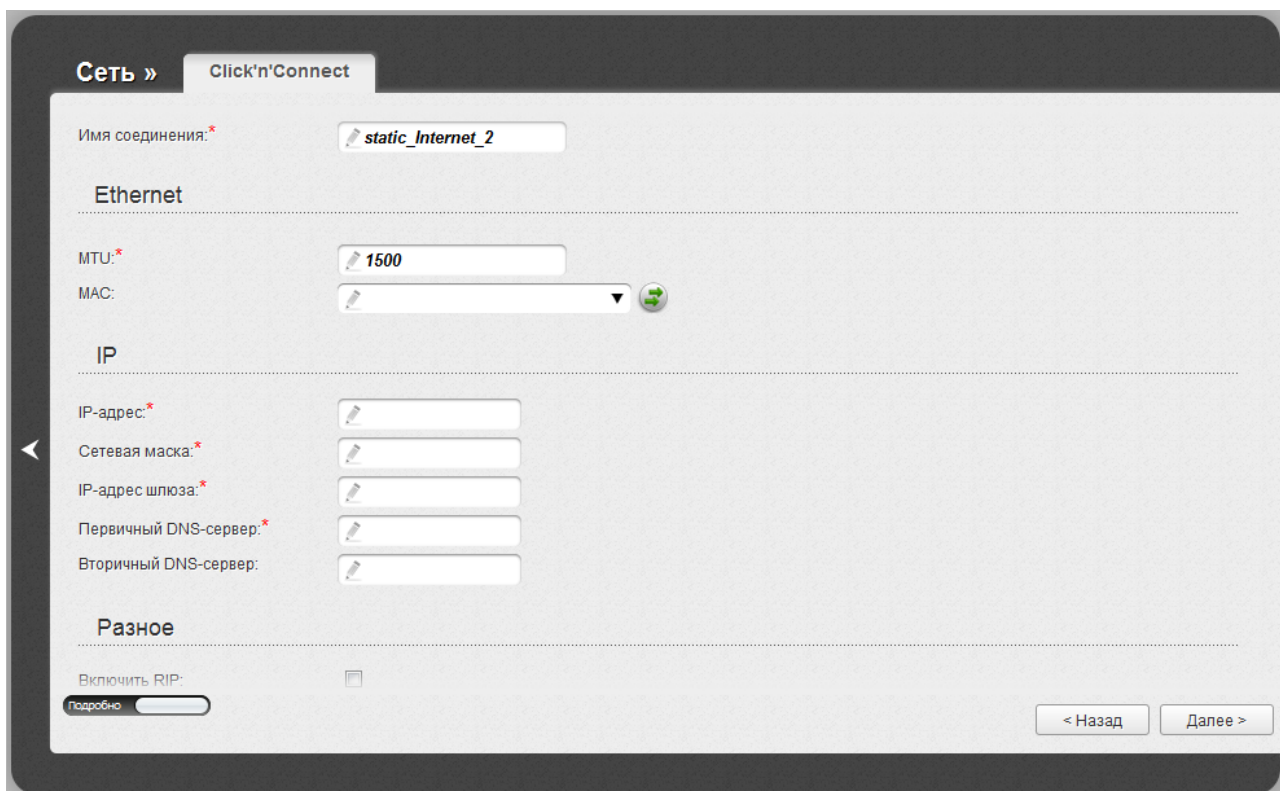 Сеть » Click'n'Connect
Имя соединения:* static_Internet_2
Ethernet
MTU:* 1500
MAC:
IP
IP-адрес:*
Сетевая маска:*
IP-адрес шлюза:*
Первичный DNS-сервер:*
Вторичный DNS-сервер:
Разное
Включить RIP:
Подробно
< Назад Далее >